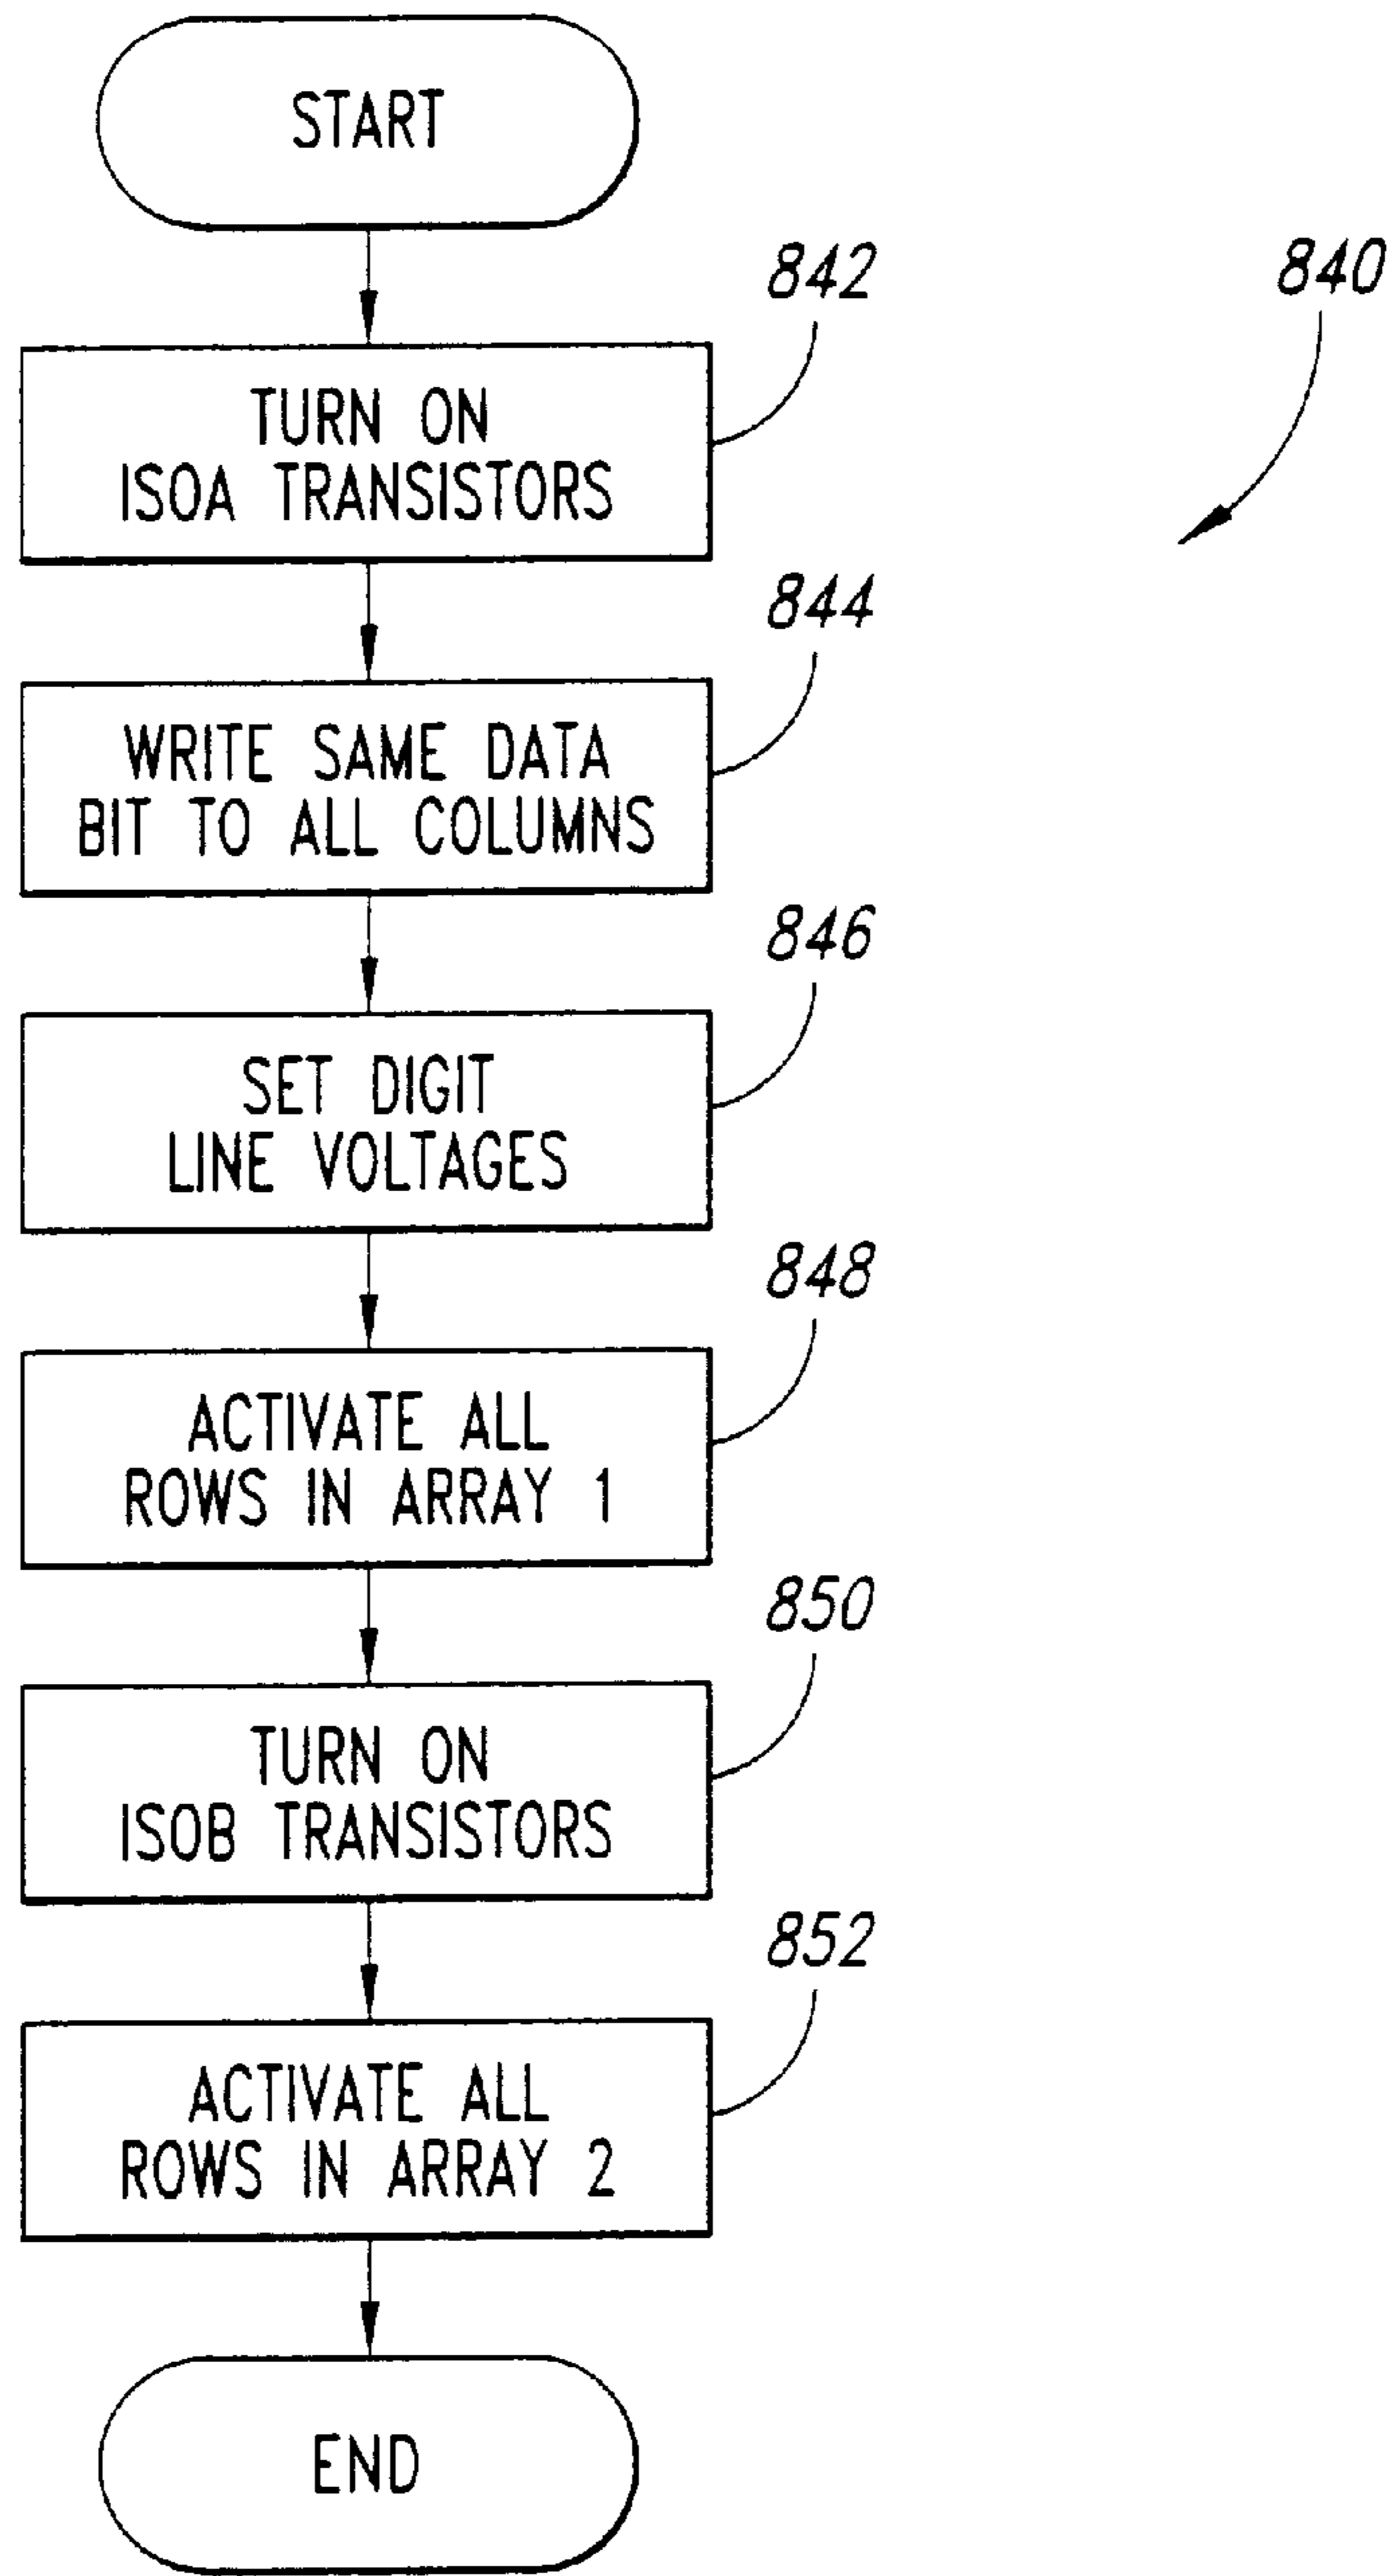 START
842
840
TURN ON
ISOA TRANSISTORS
844
WRITE SAME DATA
BIT TO ALL COLUMNS
846
SET DIGIT
LINE VOLTAGES
848
ACTIVATE ALL
ROWS IN ARRAY 1
850
TURN ON
ISOB TRANSISTORS
852
ACTIVATE ALL
ROWS IN ARRAY 2
END